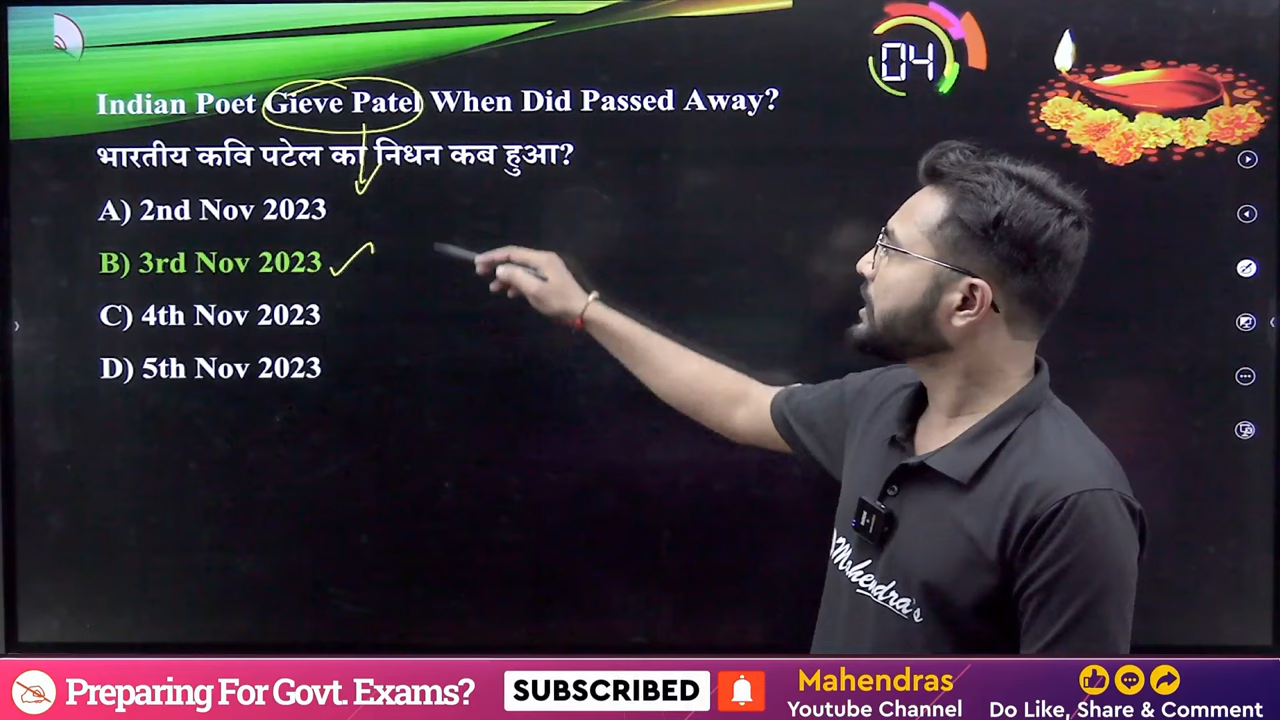 04
Indian Poet Gieve Patel When Did Passed Away?
भारतीय कवि पटेल का निधन कब हुआ?
A) 2nd Nov 2023
B) 3rd Nov 2023
C) 4th Nov 2023
D) 5th Nov 2023
Mahendra's
Preparing For Govt. Exams?
SUBSCRIBED
Mahendras
Youtube Channel
Do Like, Share & Comment